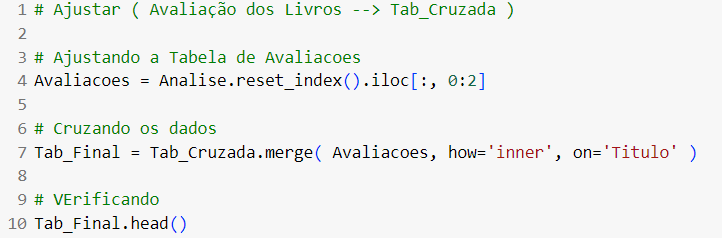 1 # Ajustar ( Avaliação dos Livros --> Tab_Cruzada )
2
3 # Ajustando a Tabela de Avaliacoes
4 Avaliacoes = Analise.reset_index().iloc[:, 0:2]
5
6 # Cruzando os dados
7 Tab_Final = Tab_Cruzada.merge( Avaliacoes, how='inner', on='Titulo' )
8
9 # VErificando
10 Tab_Final.head()